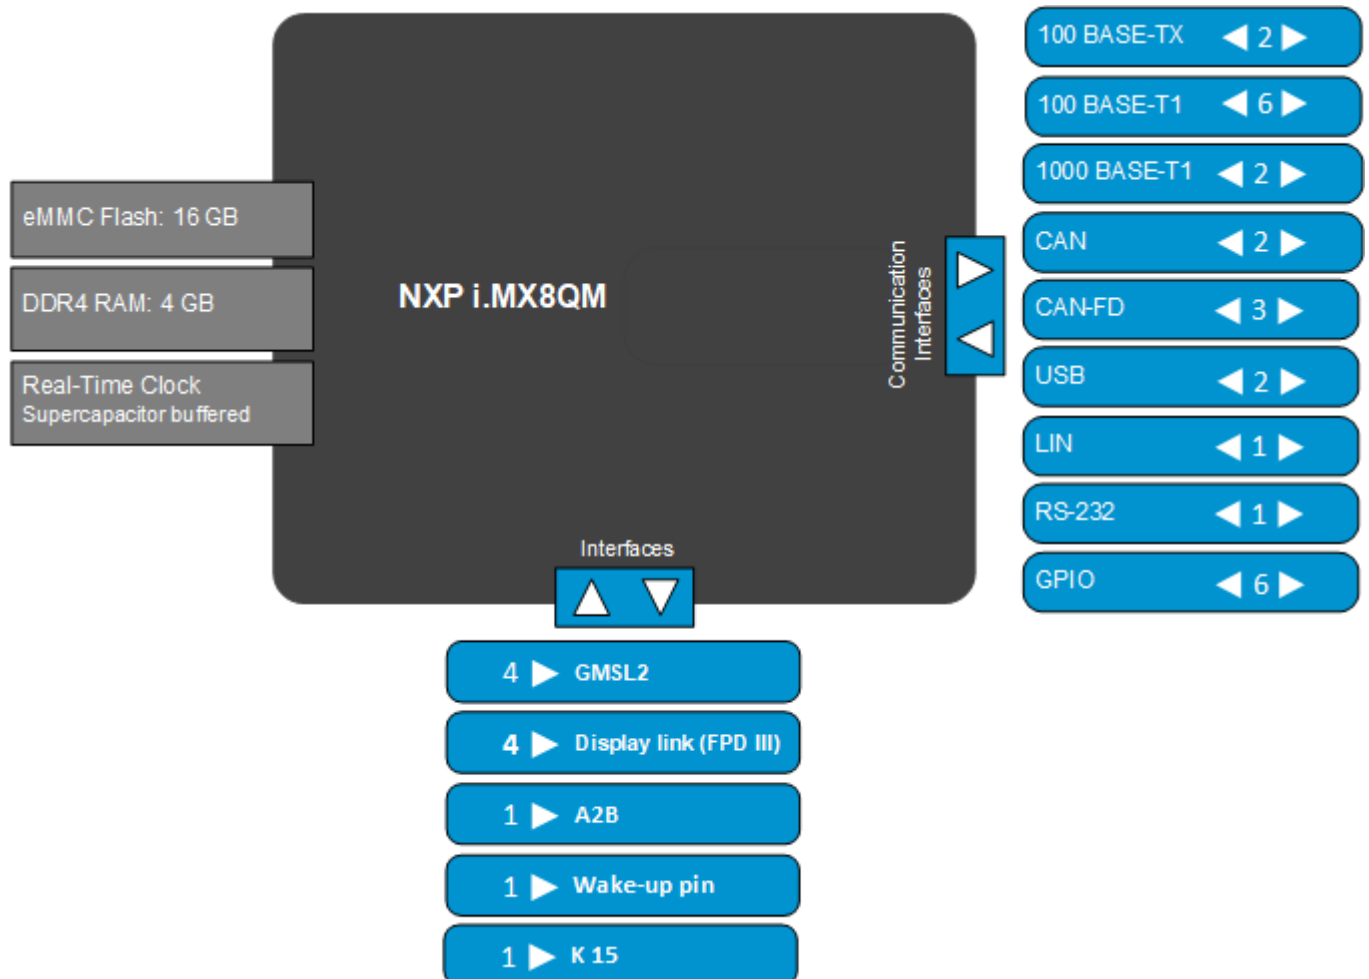 eMMC Flash: 16 GB
DDR4 RAM: 4 GB
Real-Time Clock
Supercapacitor buffered
NXP i.MX8QM
Communication
Interfaces
100 BASE-TX 2
100 BASE-T1 6
1000 BASE-T1 2
CAN 2
CAN-FD 3
USB 2
LIN 1
RS-232 1
GPIO 6
Interfaces
4 GMSL2
4 Display link (FPD III)
1 A2B
1 Wake-up pin
1 K 15